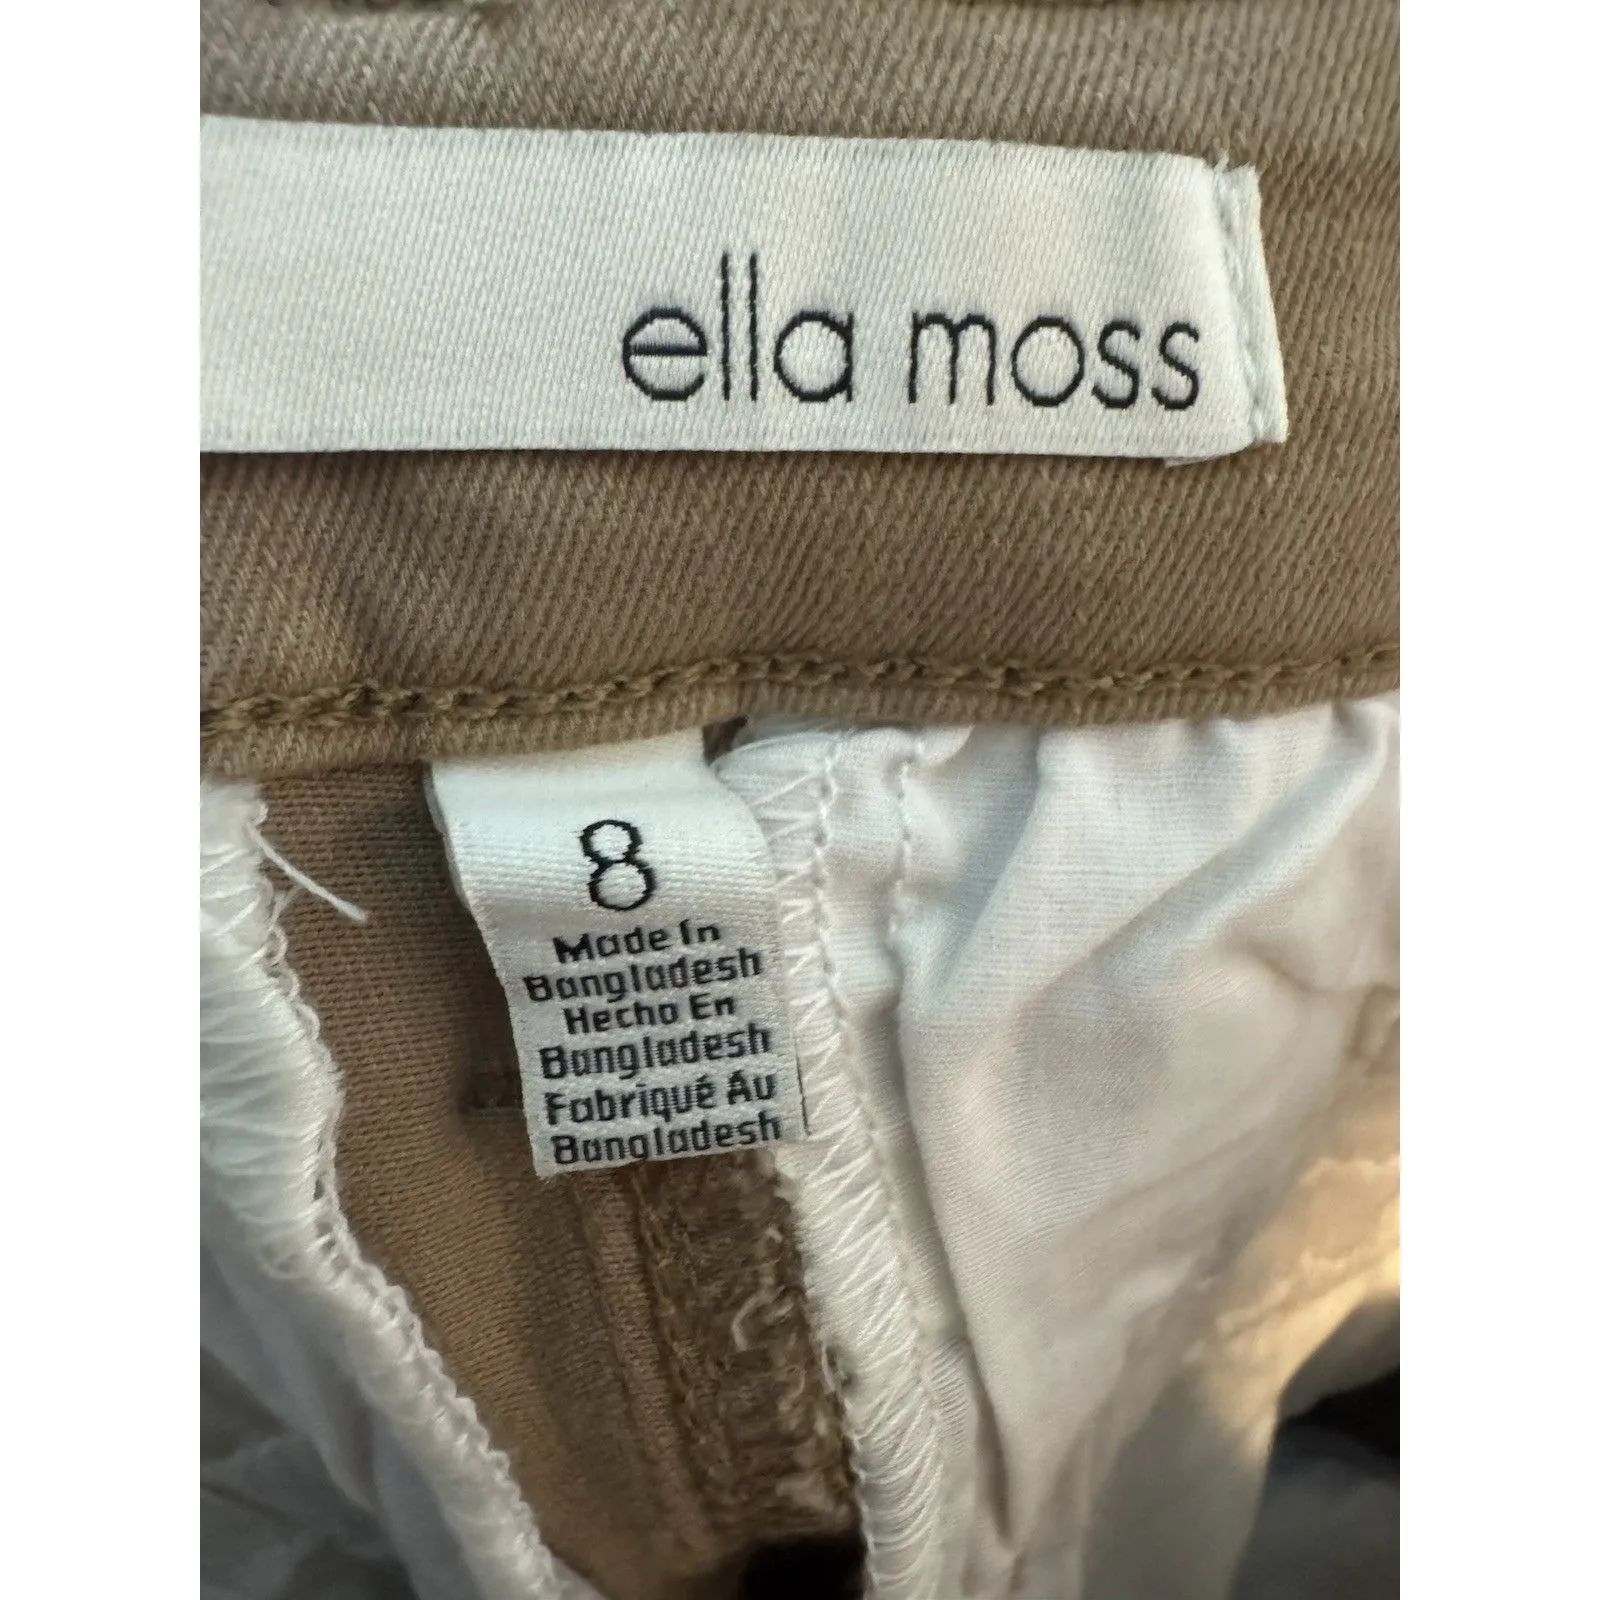 ella moss
8
Made In
Bangladesh
Hecho En
Bangladesh
Fabriqué Au
Bangladesh